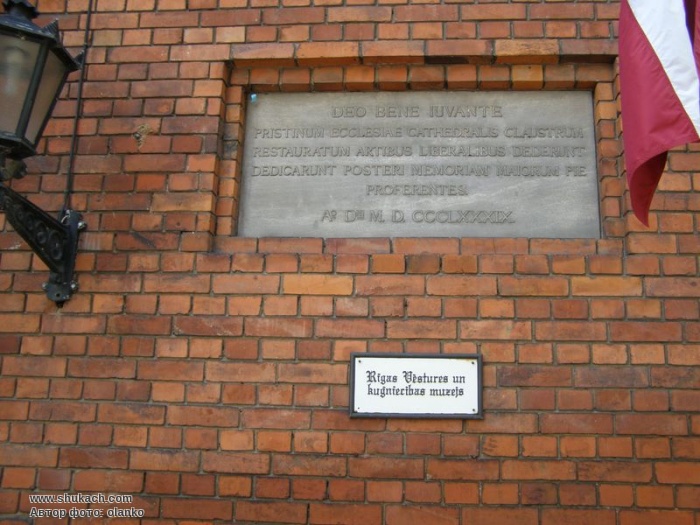 DEO BENE IUVANTE
PRISTINUM ECCLESIAE CATHEDRALIS CLAUSTRUM
RESTAURATUM ARTIBUS LIBERALIBUS DEDERUNT
DEDICARUNT POSTERI MEMORIAM MAIORUM PIE
PROFERENTES.
Aº Dⁿⁱ M. D. CCCLXXXIX.
Rīgas Vēstures un
kuģniecības muzejs
www.shukach.com
Автор фото: olanko